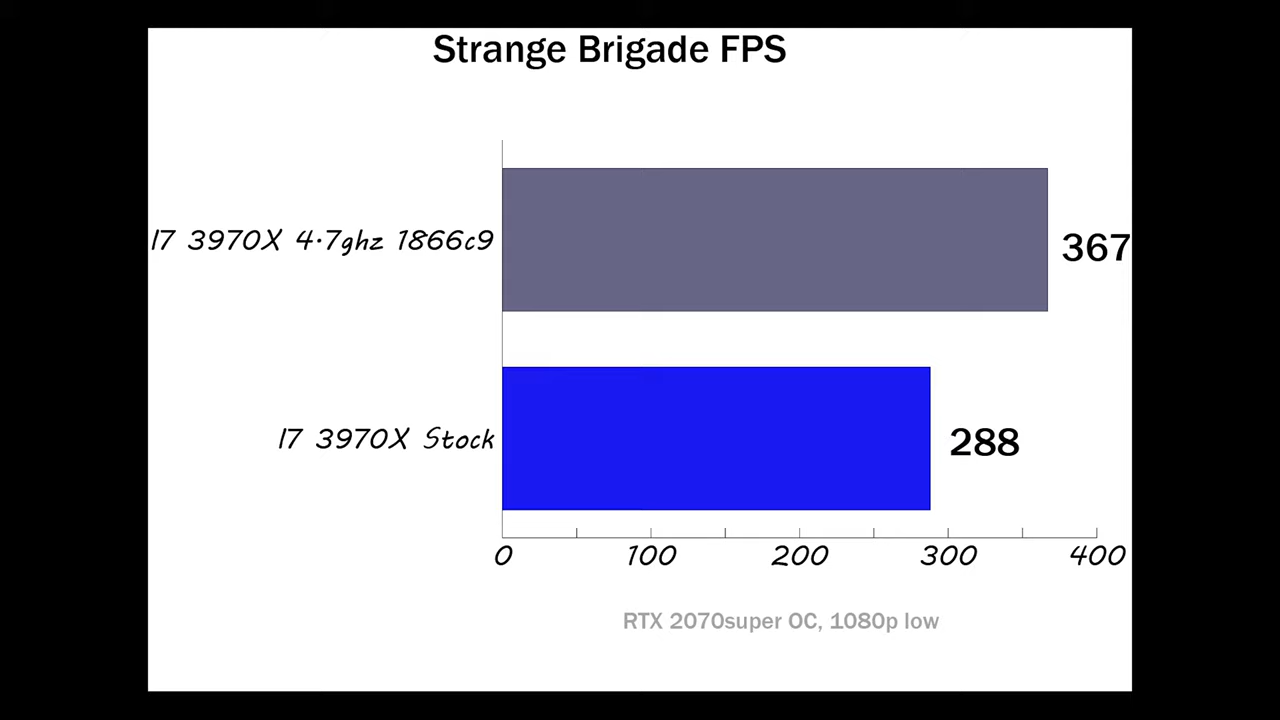 Strange Brigade FPS
I7 3970X 4.7ghz 1866c9
367
I7 3970X Stock
288
0 100 200 300 400
RTX 2070super OC, 1080p low